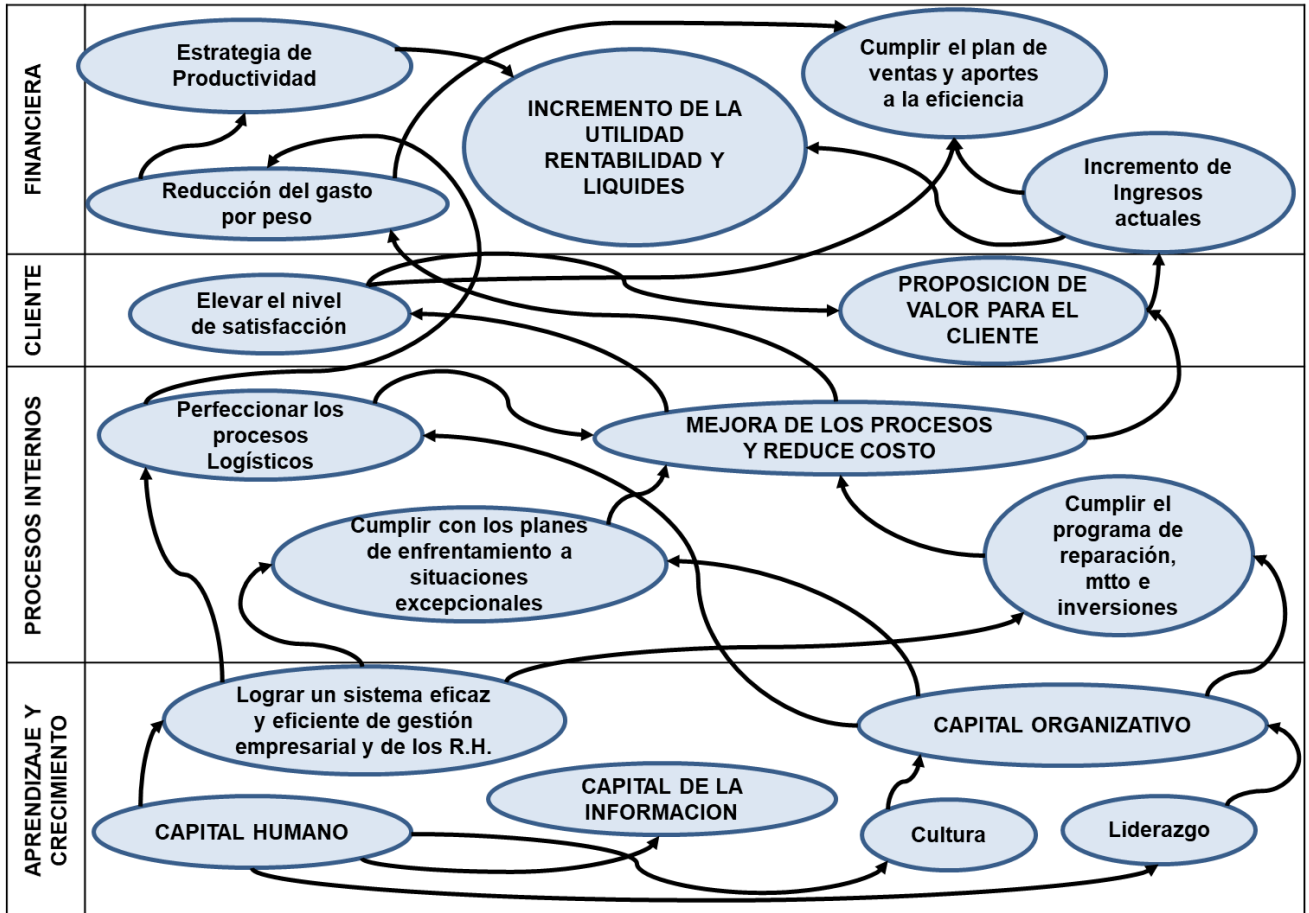 FINANCIERA
Estrategia de
Productividad
Reducción del gasto
por peso
INCREMENTO DE LA
UTILIDAD
RENTABILIDAD Y
LIQUIDES
Cumplir el plan de
ventas y aportes
a la eficiencia
Incremento de
Ingresos
actuales
CLIENTE
Elevar el nivel
de satisfacción
PROPOSICION DE
VALOR PARA EL
CLIENTE
PROCESOS INTERNOS
Perfeccionar los
procesos
Logísticos
MEJORA DE LOS PROCESOS
Y REDUCE COSTO
Cumplir con los planes
de enfrentamiento a
situaciones
excepcionales
Cumplir el
programa de
reparación,
mtto e
inversiones
APRENDIZAJE Y
CRECIMIENTO
Lograr un sistema eficaz
y eficiente de gestión
empresarial y de los R.H.
CAPITAL ORGANIZATIVO
CAPITAL DE LA
INFORMACION
CAPITAL HUMANO
Cultura
Liderazgo